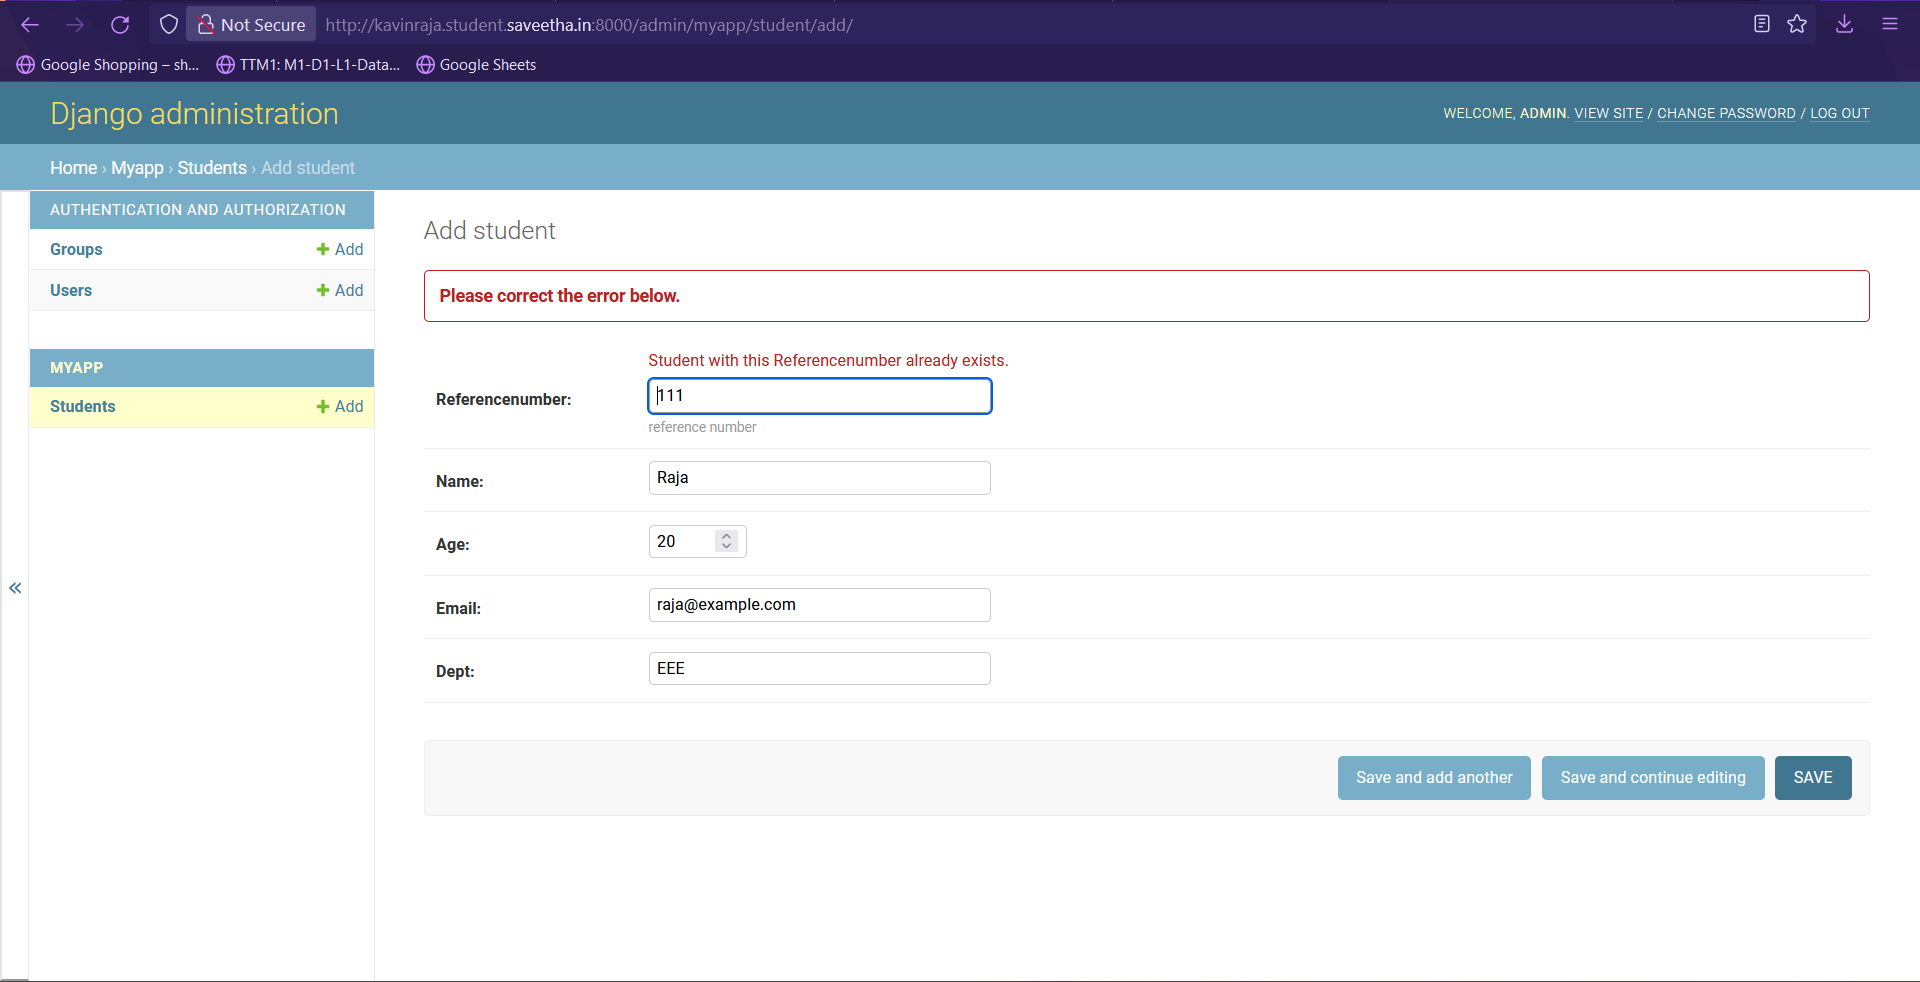 Not Secure http://kavinraja.student.saveetha.in:8000/admin/myapp/student/add/
Google Shopping – sh... TTM1: M1-D1-L1-Data... Google Sheets
Django administration
WELCOME, ADMIN. VIEW SITE / CHANGE PASSWORD / LOG OUT
Home › Myapp › Students › Add student
AUTHENTICATION AND AUTHORIZATION
Groups + Add
Users + Add
MYAPP
Students + Add
«
Add student
Please correct the error below.
Student with this Referencenumber already exists.
Referencenumber: 111
reference number
Name: Raja
Age: 20
Email: raja@example.com
Dept: EEE
Save and add another Save and continue editing SAVE